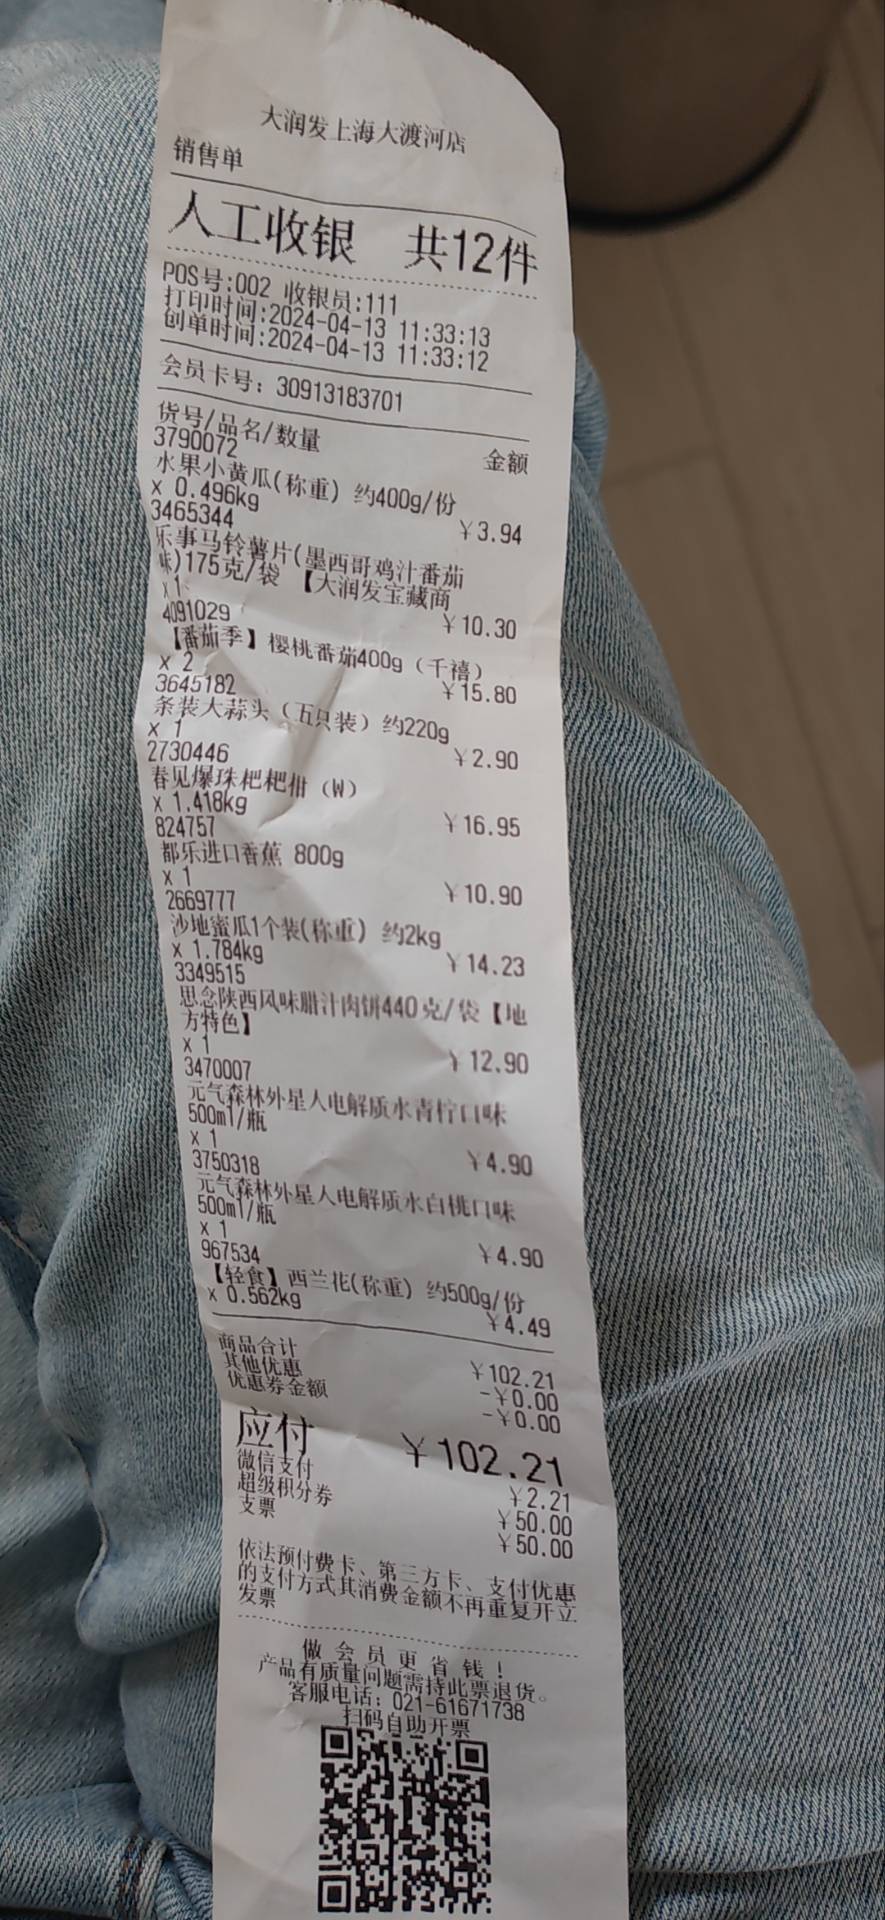 大润发上海大渡河店
销售单
人工收银 共12件
POS号:002 收银员:111
打印时间:2024-04-13 11:33:13
创单时间:2024-04-13 11:33:12
会员卡号：30913183701
货号/品名/数量 金额
3790072
水果小黄瓜(称重) 约400g/份
x 0.496kg ￥3.94
3465344
乐事马铃薯片(墨西哥鸡汁番茄
味)175克/袋 【大润发宝藏商
x 1 ￥10.30
4091029
【番茄季】樱桃番茄400g（千禧）
x 2 ￥15.80
3645182
条装大蒜头（五只装）约220g
x 1 ￥2.90
2730446
春见爆珠粑粑柑（W）
x 1.418kg ￥16.95
824757
都乐进口香蕉 800g
x 1 ￥10.90
2669777
沙地蜜瓜1个装(称重) 约2kg
x 1.784kg ￥14.23
3349515
思念陕西风味腊汁肉饼440克/袋【地
方特色】
x 1 ￥12.90
3470007
元气森林外星人电解质水青柠口味
500ml/瓶
x 1 ￥4.90
3750318
元气森林外星人电解质水白桃口味
500ml/瓶
x 1 ￥4.90
967534
【轻食】西兰花(称重) 约500g/份
x 0.562kg ￥4.49
商品合计 ￥102.21
其他优惠 -￥0.00
优惠券金额 -￥0.00
应付 ￥102.21
微信支付 ￥2.21
超级积分券 ￥50.00
支票 ￥50.00
依法预付费卡、第三方卡、支付优惠
的支付方式其消费金额不再重复开立
发票
做会员更省钱！
产品有质量问题需持此票退货。
客服电话：021-61671738
扫码自助开票